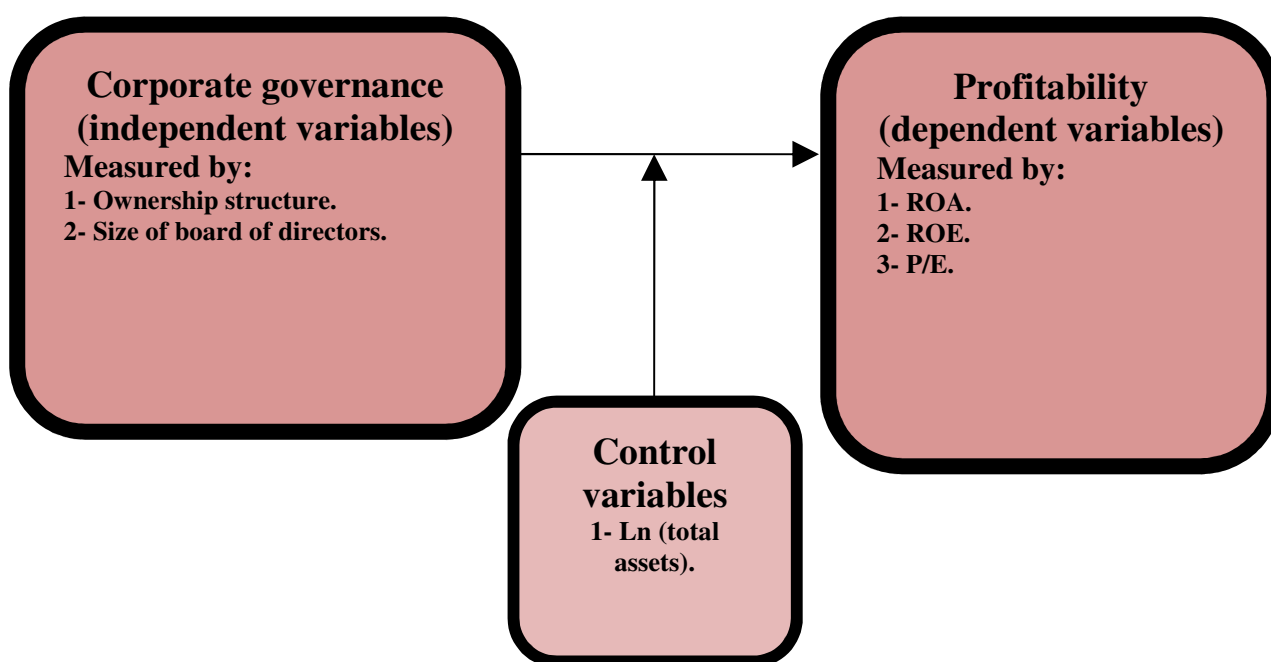 Corporate governance
(independent variables)
Measured by:
1- Ownership structure.
2- Size of board of directors.
Profitability
(dependent variables)
Measured by:
1- ROA.
2- ROE.
3- P/E.
Control
variables
1- Ln (total
assets).